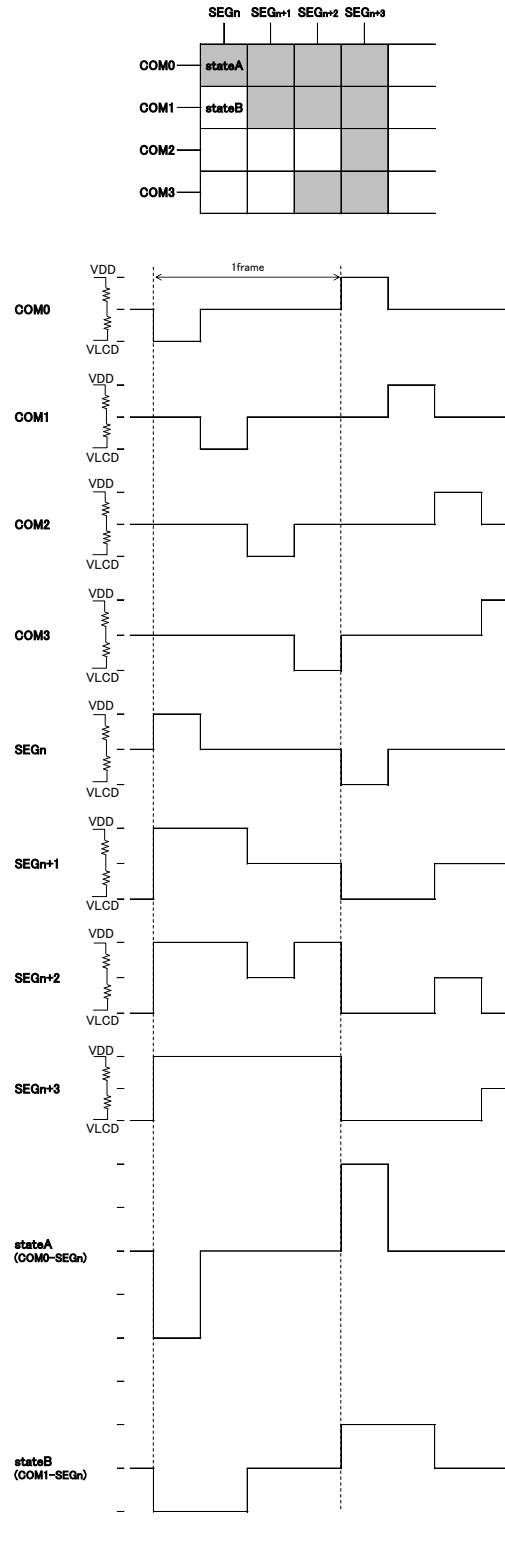 SEGn SEGn+1 SEGn+2 SEGn+3
COM0 stateA
COM1 stateB
COM2
COM3
1frame
VDD
COM0
VLCD
VDD
COM1
VLCD
VDD
COM2
VLCD
VDD
COM3
VLCD
VDD
SEGn
VLCD
VDD
SEGn+1
VLCD
VDD
SEGn+2
VLCD
VDD
SEGn+3
VLCD
stateA
(COM0-SEGn)
stateB
(COM1-SEGn)